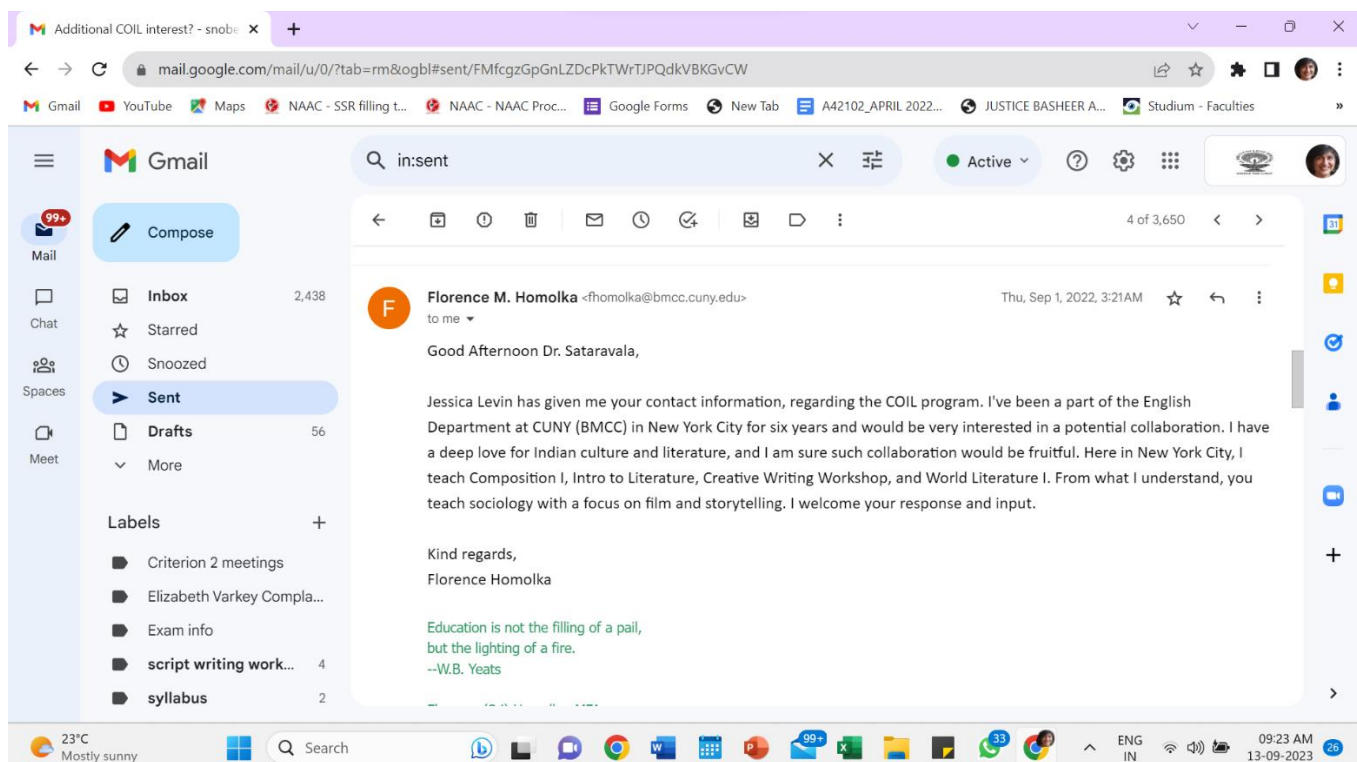 Additional COIL interest? - snobe
mail.google.com/mail/u/0/?tab=rm&ogbl#sent/FMfcgzGpGnLZDcPkTWrTJPQdkVBKGvCW
Gmail YouTube Maps NAAC - SSR filling t... NAAC - NAAC Proc... Google Forms New Tab A42102_APRIL 2022... JUSTICE BASHEER A... Studium - Faculties »
Gmail
in:sent
Active
99+
Mail
Chat
Spaces
Meet
Compose
Inbox 2,438
Starred
Snoozed
Sent
Drafts 56
More
Labels +
Criterion 2 meetings
Elizabeth Varkey Compla...
Exam info
script writing work... 4
syllabus 2
4 of 3,650
31
F
Florence M. Homolka <fhomolka@bmcc.cuny.edu> Thu, Sep 1, 2022, 3:21AM
to me
Good Afternoon Dr. Sataravala,
Jessica Levin has given me your contact information, regarding the COIL program. I've been a part of the English
Department at CUNY (BMCC) in New York City for six years and would be very interested in a potential collaboration. I have
a deep love for Indian culture and literature, and I am sure such collaboration would be fruitful. Here in New York City, I
teach Composition I, Intro to Literature, Creative Writing Workshop, and World Literature I. From what I understand, you
teach sociology with a focus on film and storytelling. I welcome your response and input.
Kind regards,
Florence Homolka
Education is not the filling of a pail,
but the lighting of a fire.
--W.B. Yeats
23°C
Mostly sunny
Search
99+
33
ENG
IN
09:23 AM
13-09-2023
26